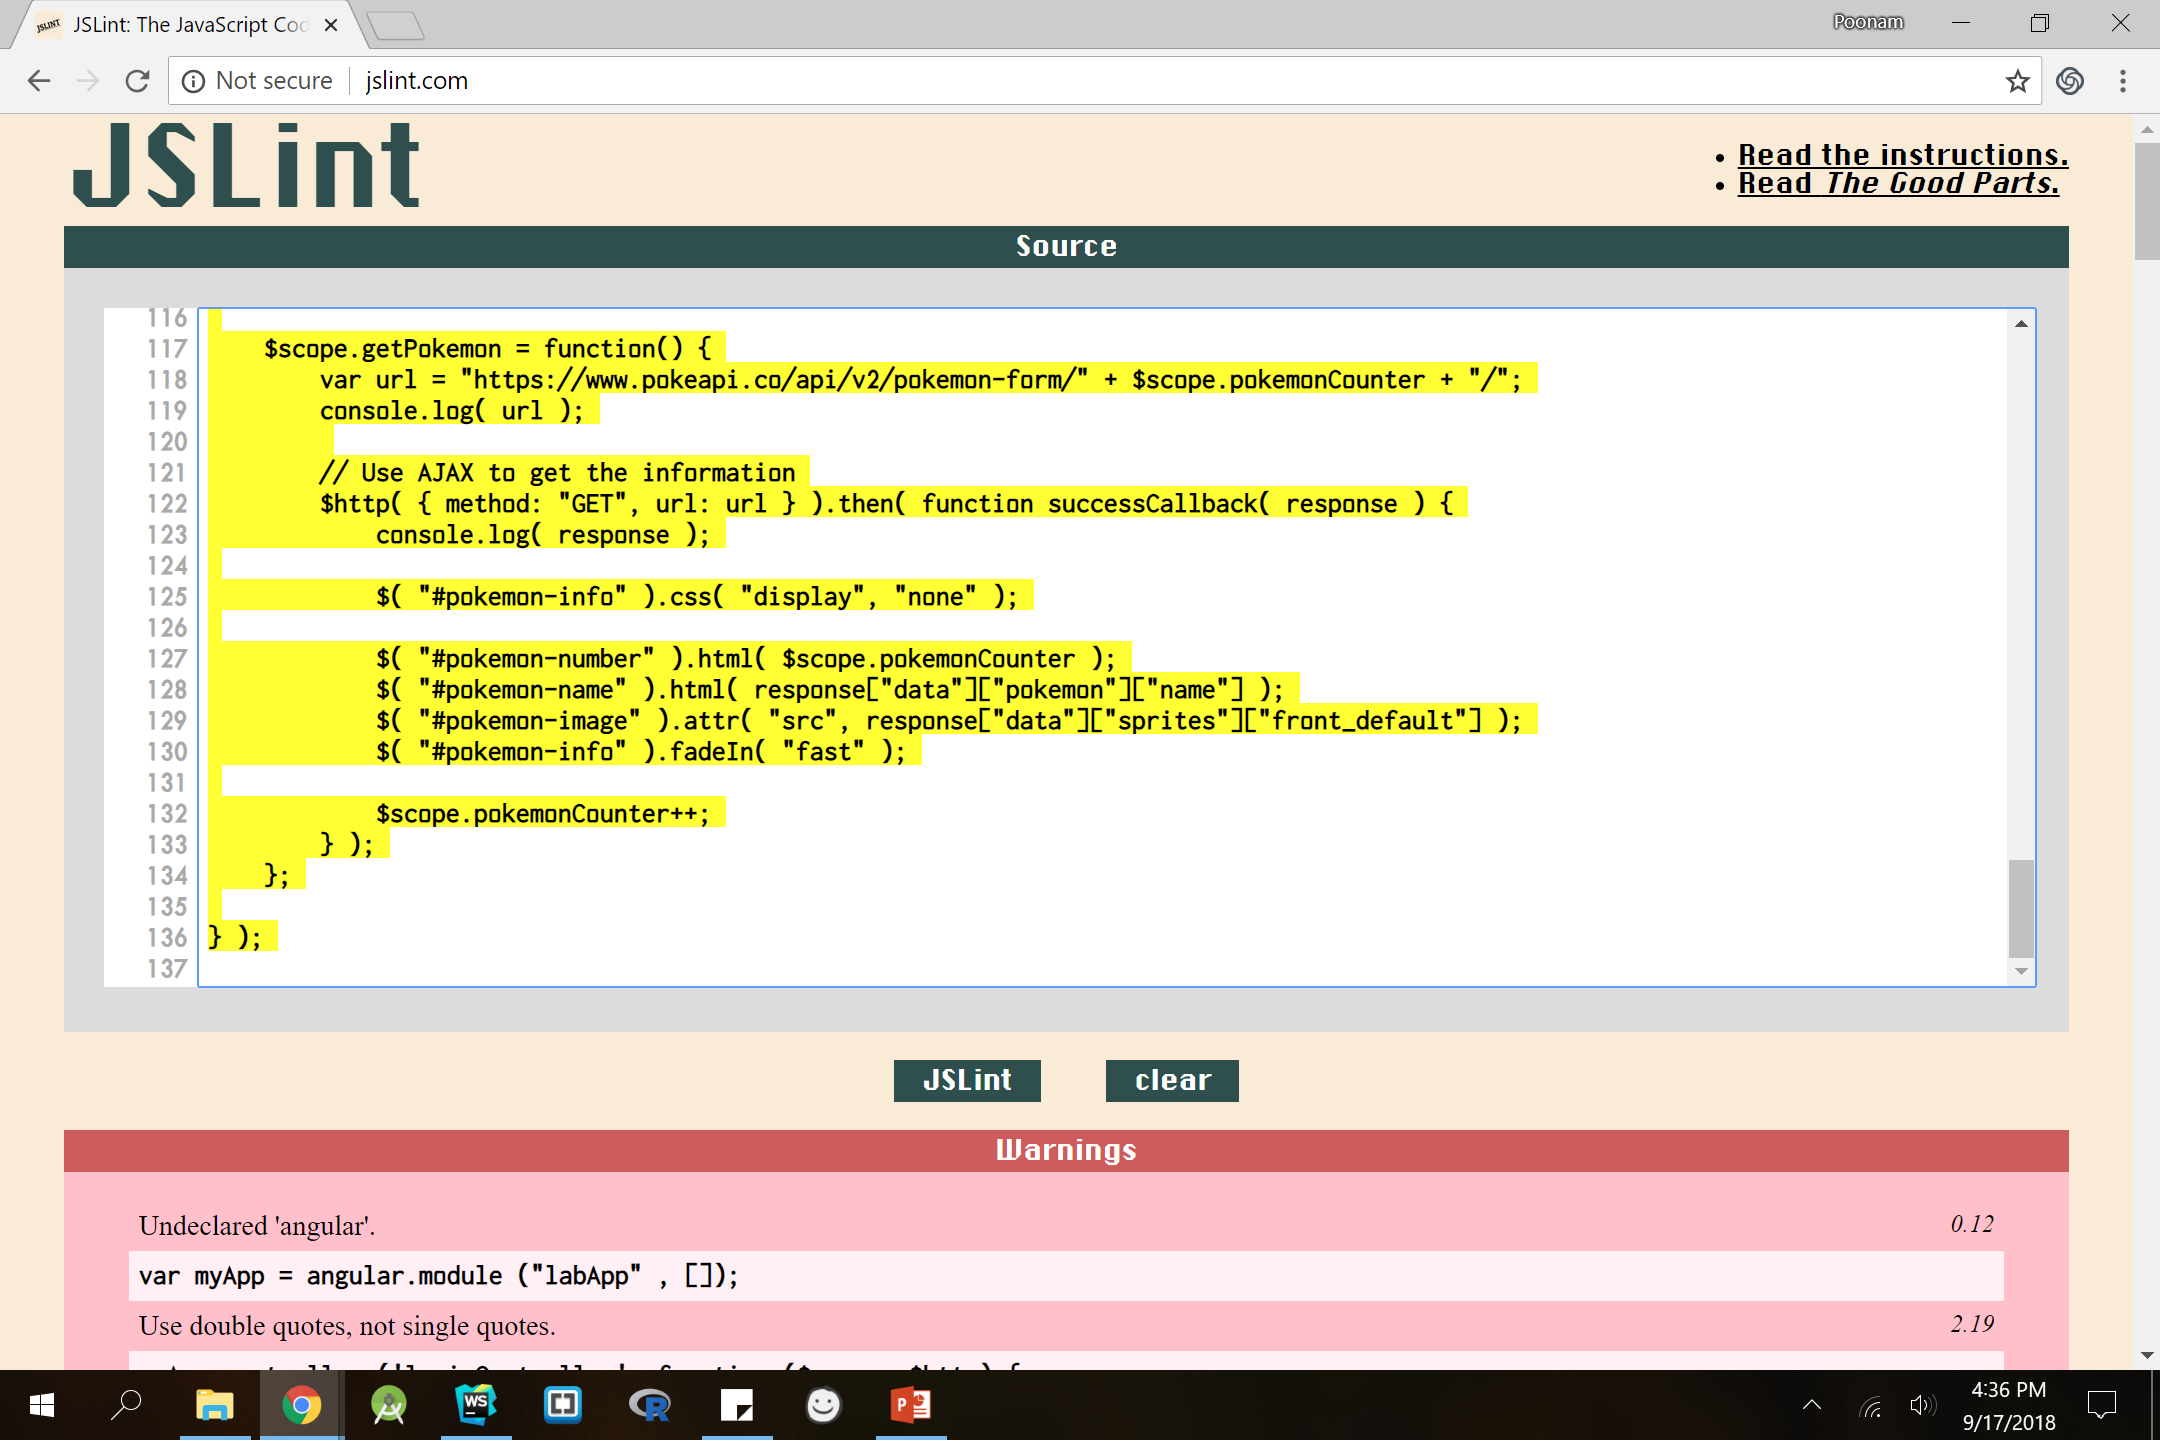 JSLint: The JavaScript Cod
Poonam
Not secure
jslint.com
JSLint
Read the instructions.
Read The Good Parts.
Source
116
117 $scope.getPokemon = function() {
118 var url = "https://www.pokeapi.co/api/v2/pokemon-form/" + $scope.pokemonCounter + "/";
119 console.log( url );
120
121 // Use AJAX to get the information
122 $http( { method: "GET", url: url } ).then( function successCallback( response ) {
123 console.log( response );
124
125 $( "#pokemon-info" ).css( "display", "none" );
126
127 $( "#pokemon-number" ).html( $scope.pokemonCounter );
128 $( "#pokemon-name" ).html( response["data"]["pokemon"]["name"] );
129 $( "#pokemon-image" ).attr( "src", response["data"]["sprites"]["front_default"] );
130 $( "#pokemon-info" ).fadeIn( "fast" );
131
132 $scope.pokemonCounter++;
133 } );
134 };
135
136 } );
137
JSLint clear
Warnings
Undeclared 'angular'. 0.12
var myApp = angular.module ("labApp" , []);
Use double quotes, not single quotes. 2.19
4:36 PM
9/17/2018